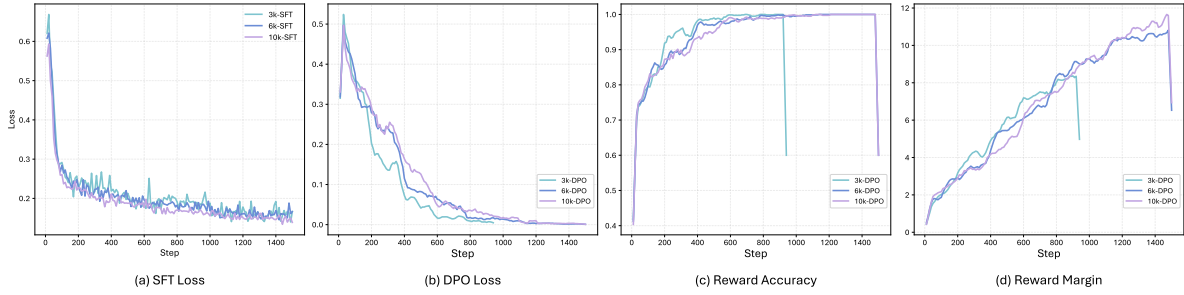 3k-SFT
6k-SFT
10k-SFT
Loss
0.6
0.5
0.4
0.3
0.2
0 200 400 600 800 1000 1200 1400
Step
(a) SFT Loss
0.5
0.4
0.3
0.2
0.1
0.0
3k-DPO
6k-DPO
10k-DPO
0 200 400 600 800 1000 1200 1400
Step
(b) DPO Loss
1.0
0.9
0.8
0.7
0.6
0.5
0.4
3k-DPO
6k-DPO
10k-DPO
0 200 400 600 800 1000 1200 1400
Step
(c) Reward Accuracy
12
10
8
6
4
2
0
3k-DPO
6k-DPO
10k-DPO
0 200 400 600 800 1000 1200 1400
Step
(d) Reward Margin